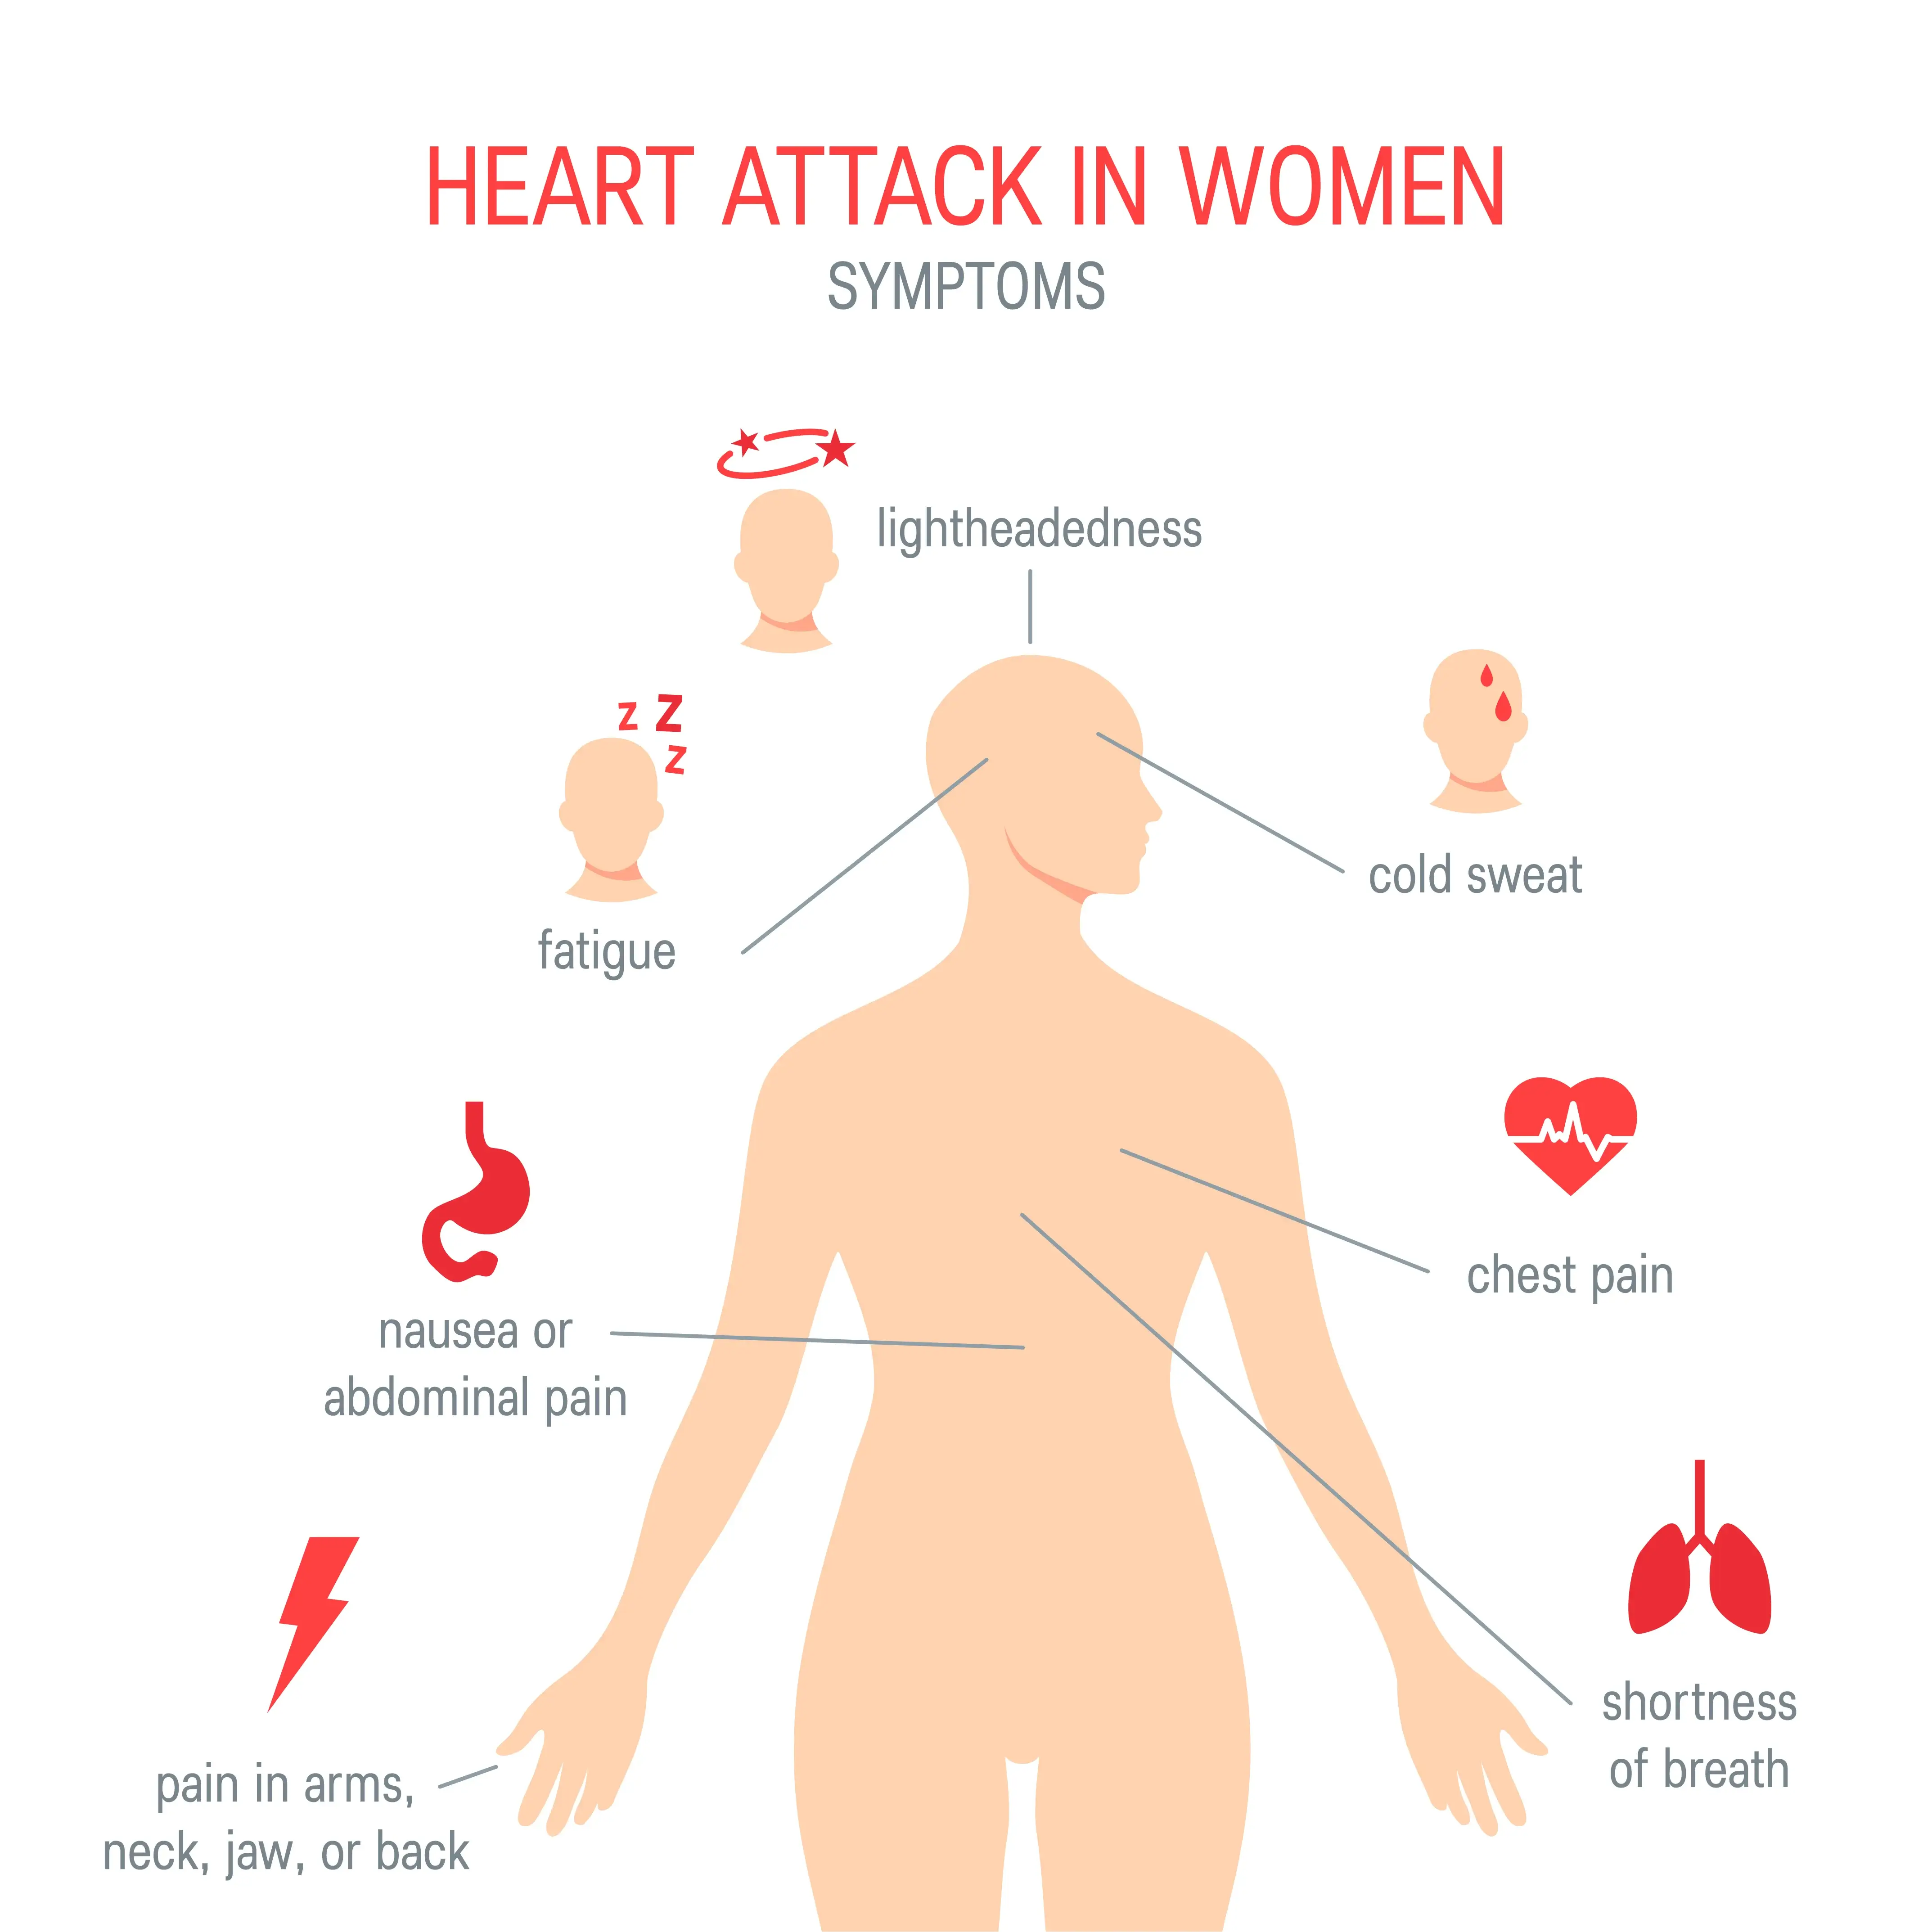 HEART ATTACK IN WOMEN
SYMPTOMS
lightheadedness
z z
z
cold sweat
fatigue
chest pain
nausea or
abdominal pain
shortness
of breath
pain in arms,
neck, jaw, or back